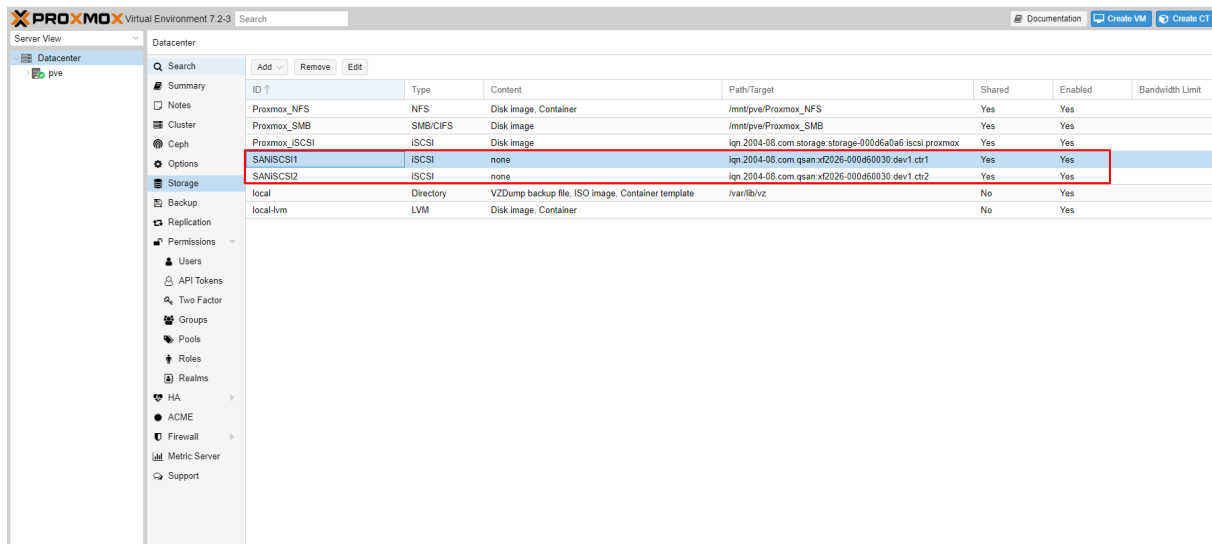 PROXMOX Virtual Environment 7.2-3 Search Documentation Create VM Create CT
Server View
Datacenter
pve
Datacenter
Search
Summary
Notes
Cluster
Ceph
Options
Storage
Backup
Replication
Permissions
Users
API Tokens
Two Factor
Groups
Pools
Roles
Realms
HA
ACME
Firewall
Metric Server
Support
Add Remove Edit
ID ↑ Type Content Path/Target Shared Enabled Bandwidth Limit
Proxmox_NFS NFS Disk image, Container /mnt/pve/Proxmox_NFS Yes Yes
Proxmox_SMB SMB/CIFS Disk image /mnt/pve/Proxmox_SMB Yes Yes
Proxmox_iSCSI iSCSI Disk image iqn.2004-08.com.storage:storage-000d6a0a6:iscsi.proxmox Yes Yes
SANiSCSI1 iSCSI none iqn.2004-08.com.qsan:xf2026-000d60030:dev1.ctr1 Yes Yes
SANiSCSI2 iSCSI none iqn.2004-08.com.qsan:xf2026-000d60030:dev1.ctr2 Yes Yes
local Directory VZDump backup file, ISO image, Container template /var/lib/vz No Yes
local-lvm LVM Disk image, Container No Yes